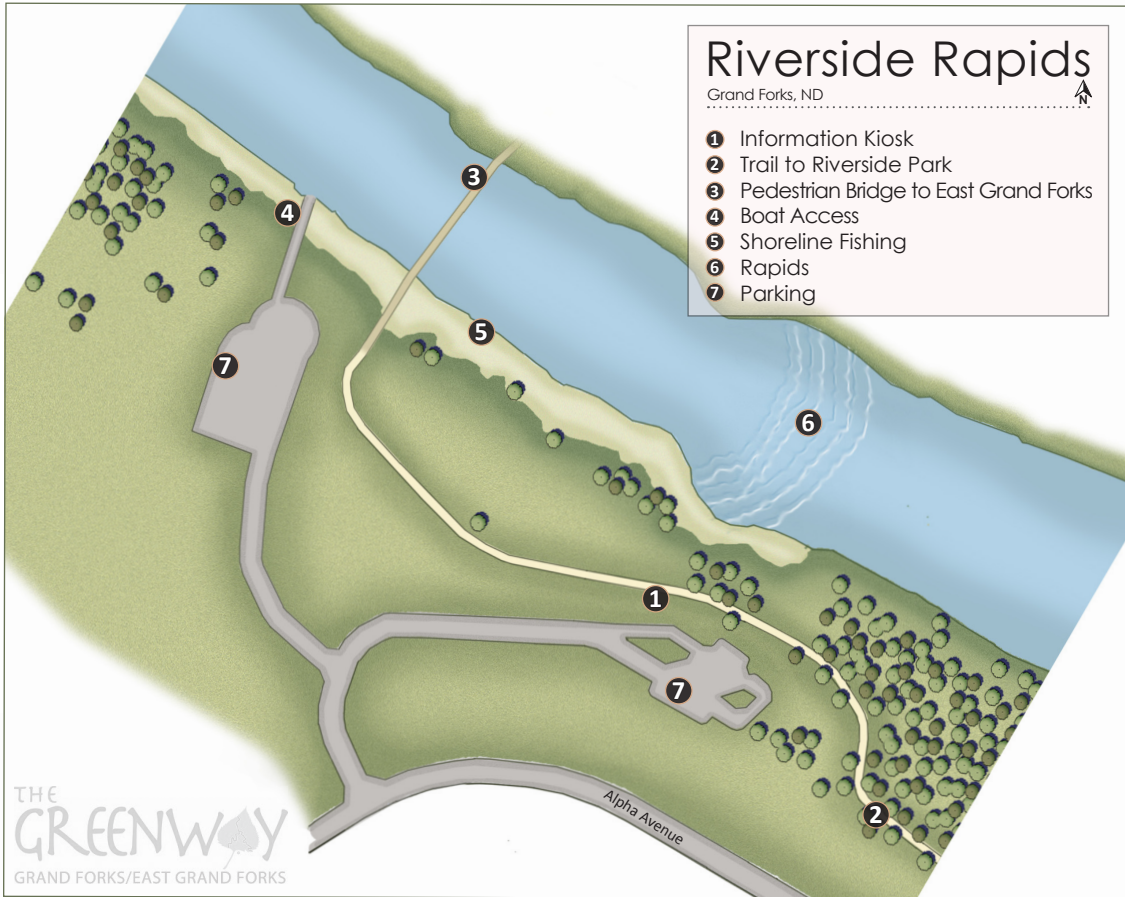 Riverside Rapids
Grand Forks, ND
N
1 Information Kiosk
2 Trail to Riverside Park
3 Pedestrian Bridge to East Grand Forks
4 Boat Access
5 Shoreline Fishing
6 Rapids
7 Parking
3
4
5
7
6
1
7
2
Alpha Avenue
THE
GREENWAY
GRAND FORKS/EAST GRAND FORKS